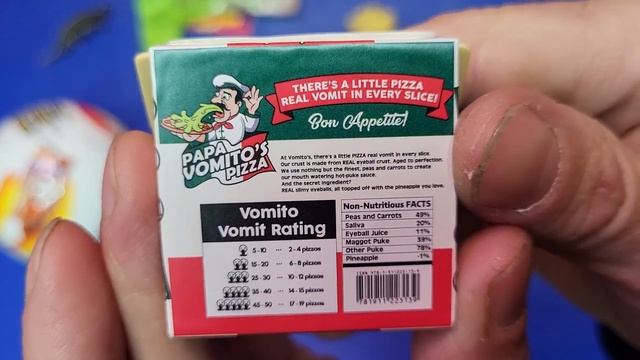 THERE'S A LITTLE PIZZA
REAL VOMIT IN EVERY SLICE!
Bon Appetite!
PAPA
VOMITO'S
PIZZA
At Vomito's, there's a little PIZZA real vomit in every slice.
Our crust is made from REAL eyeball crust. Aged to perfection.
We use nothing but the finest, peas and carrots to create
our mouth watering hot-puke sauce.
And the secret ingredient?
REAL slimy eyeballs, all topped off with the pineapple you love.
Vomito
Vomit Rating
5-10 ... 2-4 pizzas
15-20 ... 6-8 pizzas
25-30 ... 10-12 pizzas
35-40 ... 14-15 pizzas
45-50 ... 17-19 pizzas
Non-Nutritious FACTS
Peas and Carrots 49%
Saliva 20%
Eyeball Juice 11%
Maggot Puke 39%
Other Puke 78%
Pineapple -1%
9781911223139